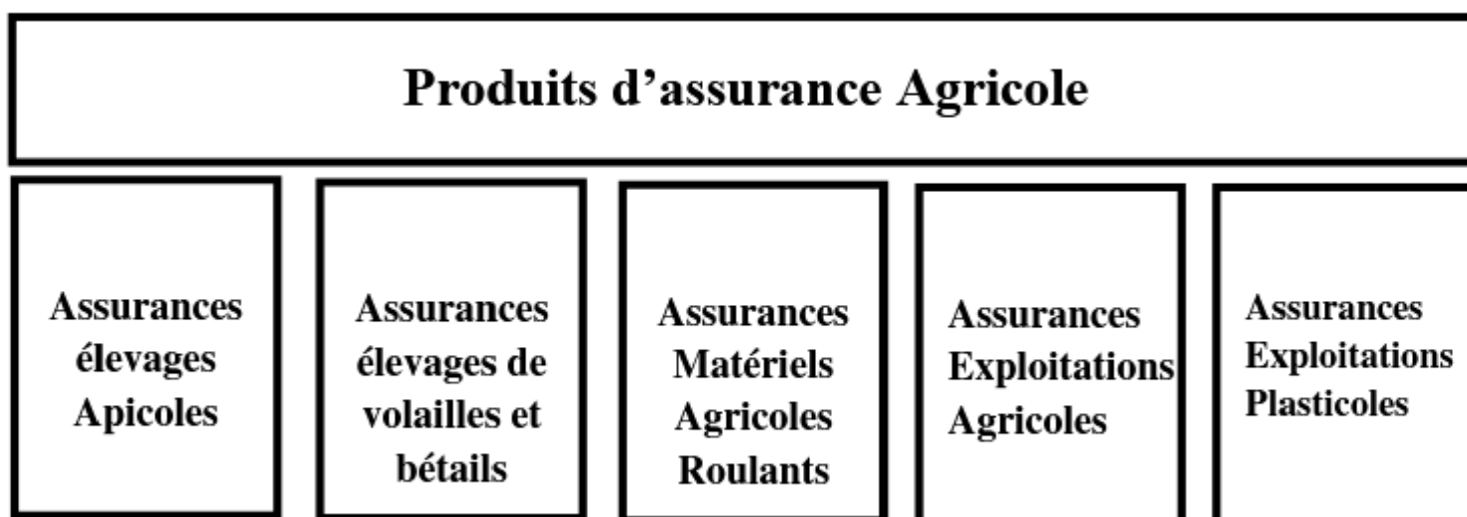 Produits d’assurance Agricole
Assurances
élevages
Apicoles
Assurances
élevages de
volailles et
bétails
Assurances
Matériels
Agricoles
Roulants
Assurances
Exploitations
Agricoles
Assurances
Exploitations
Plasticoles